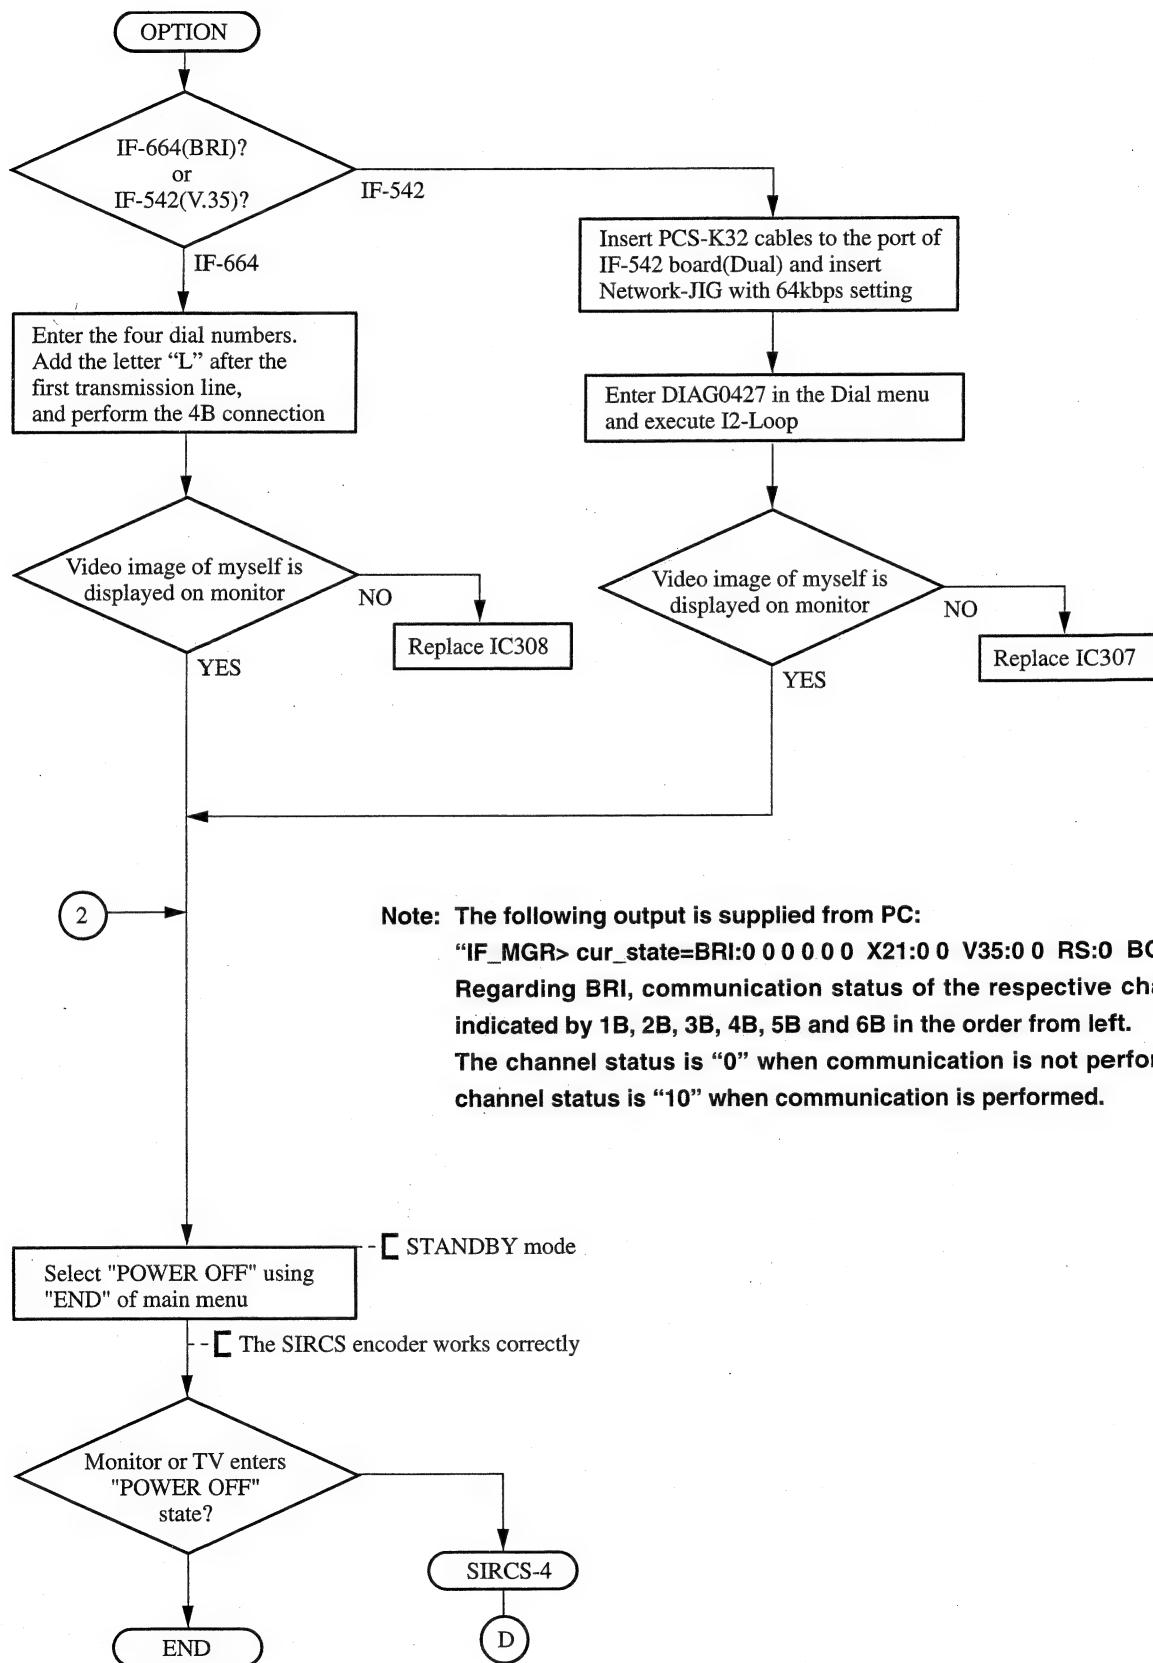 OPTION
IF-664(BRI)?
or
IF-542(V.35)?
IF-542
IF-664
Insert PCS-K32 cables to the port of
IF-542 board(Dual) and insert
Network-JIG with 64kbps setting
Enter the four dial numbers.
Add the letter “L” after the
first transmission line,
and perform the 4B connection
Enter DIAG0427 in the Dial menu
and execute I2-Loop
Video image of myself is
displayed on monitor
NO
Replace IC308
YES
Video image of myself is
displayed on monitor
NO
Replace IC307
YES
2
Note: The following output is supplied from PC:
“IF_MGR> cur_state=BRI:0 0 0 0 0 0 X21:0 0 V35:0 0 RS:0
Regarding BRI, communication status of the respective
indicated by 1B, 2B, 3B, 4B, 5B and 6B in the order from left.
The channel status is “0” when communication is not
channel status is “10” when communication is performed.
STANDBY mode
Select "POWER OFF" using
"END" of main menu
The SIRCS encoder works correctly
Monitor or TV enters
"POWER OFF"
state?
SIRCS-4
D
END